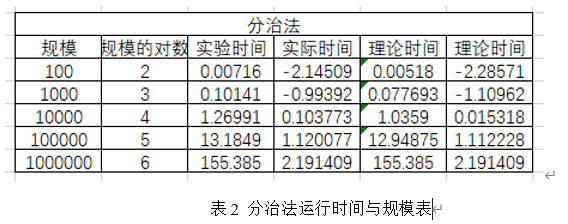 分治法
规模 规模的对数 实验时间 实际时间 理论时间 理论时间
100 2 0.00716 -2.14509 0.00518 -2.28571
1000 3 0.10141 -0.99392 0.077693 -1.10962
10000 4 1.26991 0.103773 1.0359 0.015318
100000 5 13.1849 1.120077 12.94875 1.112228
1000000 6 155.385 2.191409 155.385 2.191409
表 2 分治法运行时间与规模表